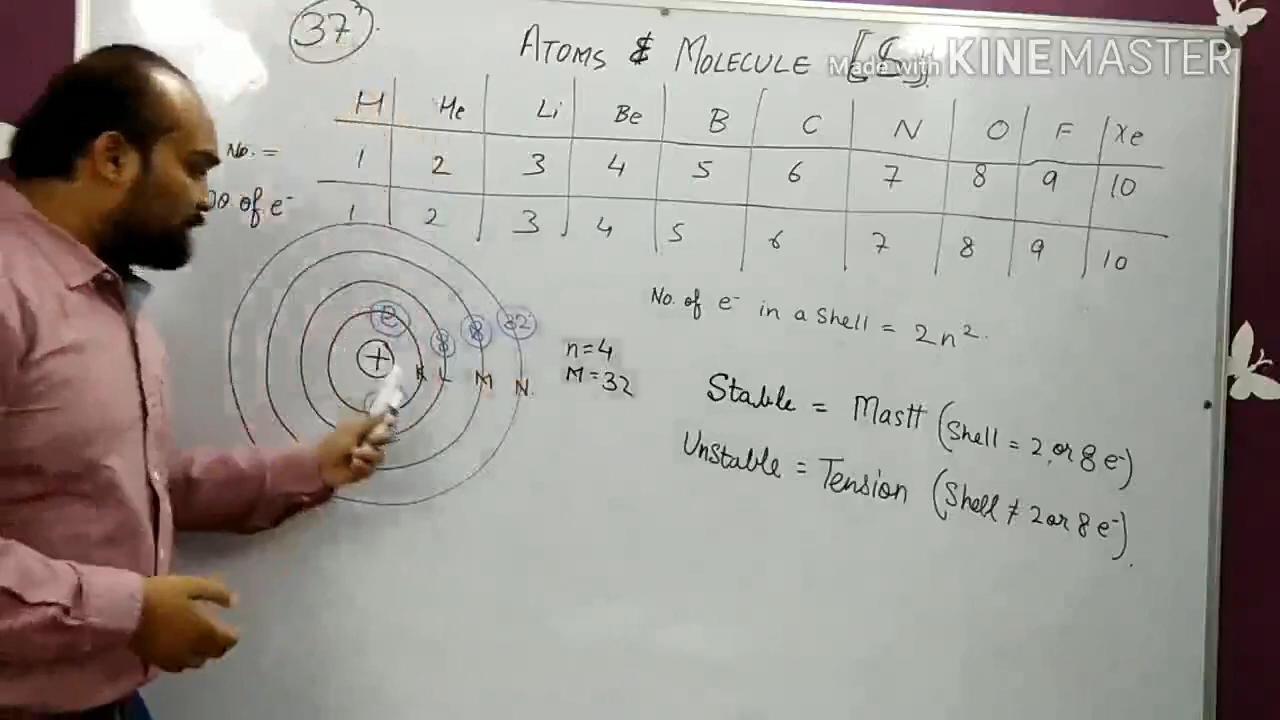 37
ATOMS & MOLECULE
Made with KINEMASTER
H He Li Be B C N O F Xe
No. = 1 2 3 4 5 6 7 8 9 10
of e- 1 2 3 4 5 6 7 8 9 10
No. of e- in a shell = 2n².
8 8 32
+ K L M N.
n=4
M=32
Stable = Mastt (Shell = 2 or 8 e-)
Unstable = Tension (Shell ≠ 2 or 8 e-).